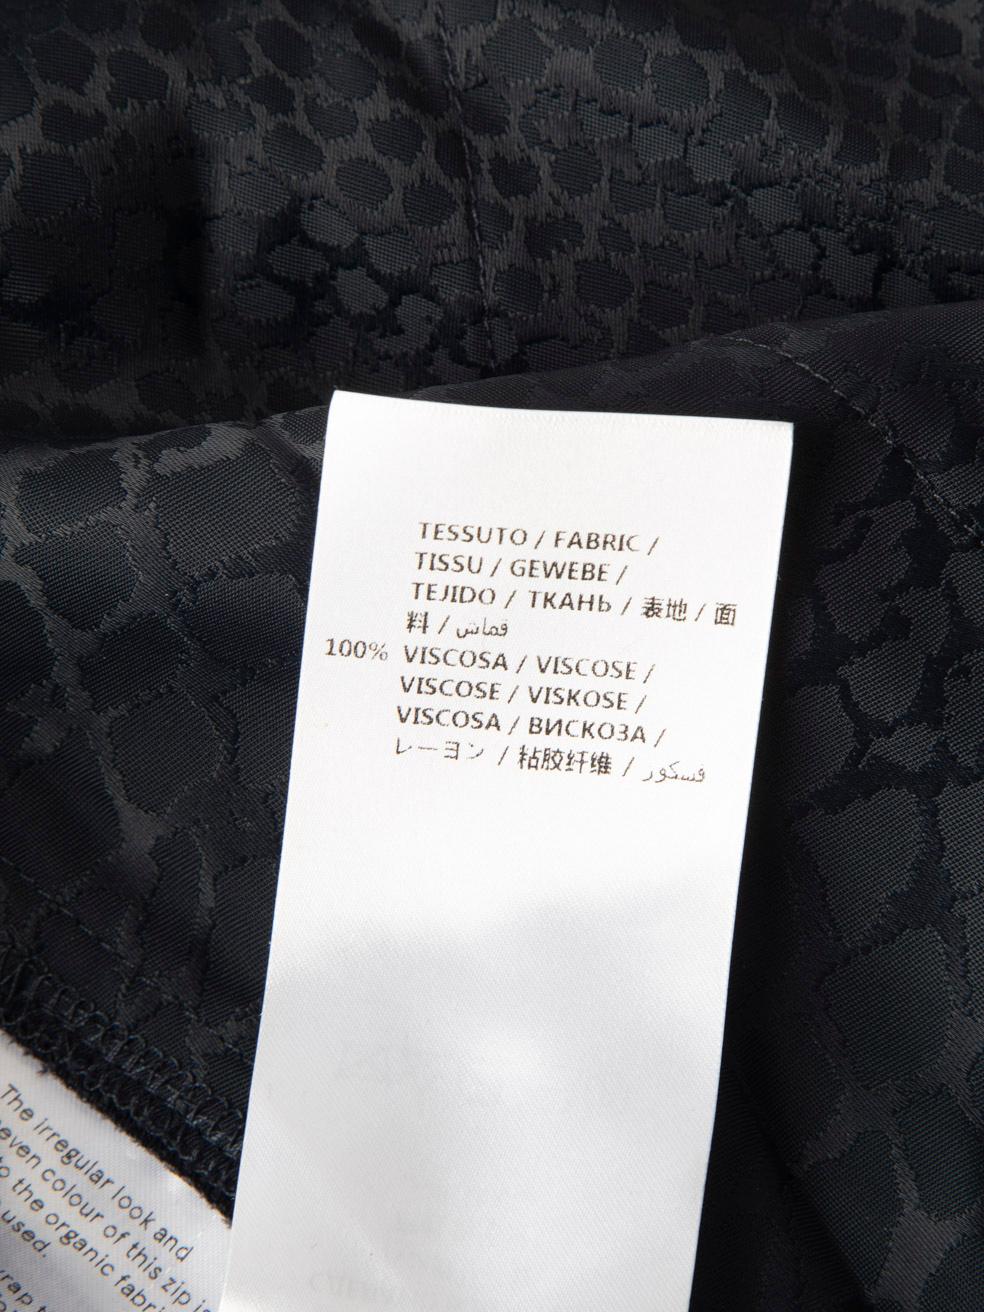 TESSUTO / FABRIC /
TISSU / GEWEBE /
TEJIDO / ТКАНЬ / 表地 / 面
料 / قماش
100% VISCOSA / VISCOSE /
VISCOSE / VISKOSE /
VISCOSA / ВИСКОЗА /
レーヨン / 粘胶纤维 / فسكور
The irregular look and
even colour of this zip is
to the organic fabri
used.